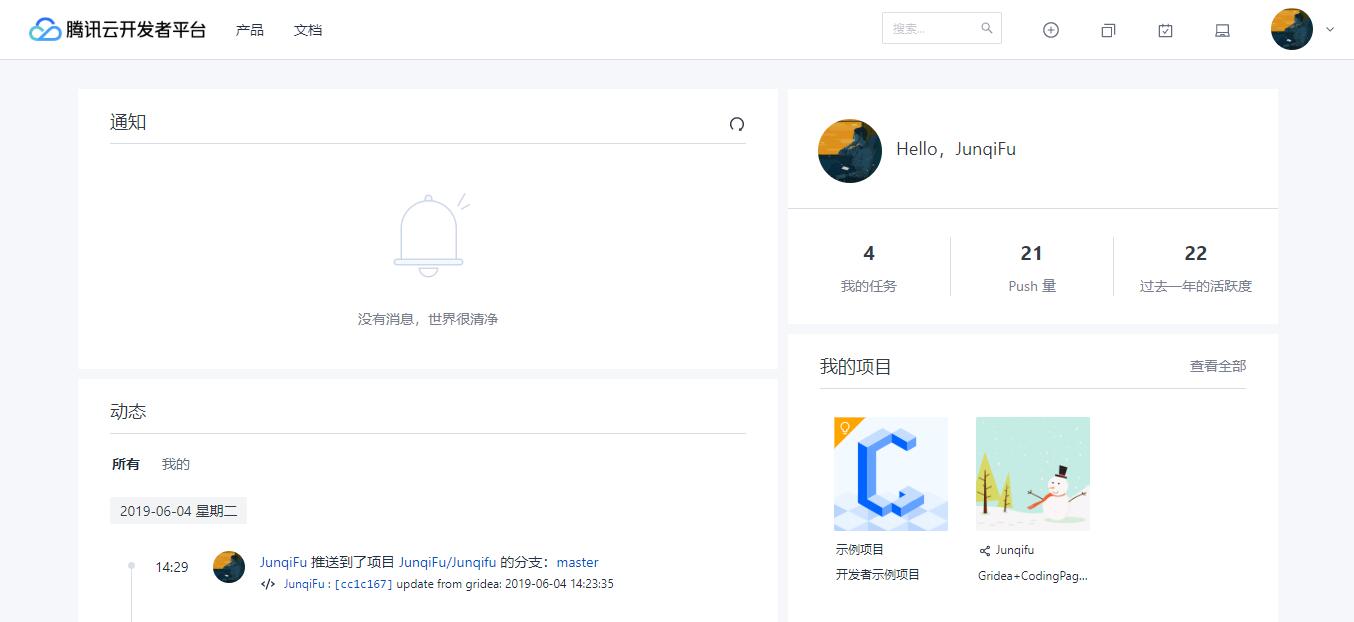 腾讯云开发者平台 产品 文档 搜索...
通知
没有消息，世界很清净
动态
所有 我的
2019-06-04 星期二
14:29 JunqiFu 推送到了项目 JunqiFu/Junqifu 的分支：master
JunqiFu : [cc1c167] update from gridea: 2019-06-04 14:23:35
Hello，JunqiFu
4 21 22
我的任务 Push 量 过去一年的活跃度
我的项目 查看全部
示例项目 Junqifu
开发者示例项目 Gridea+CodingPag...